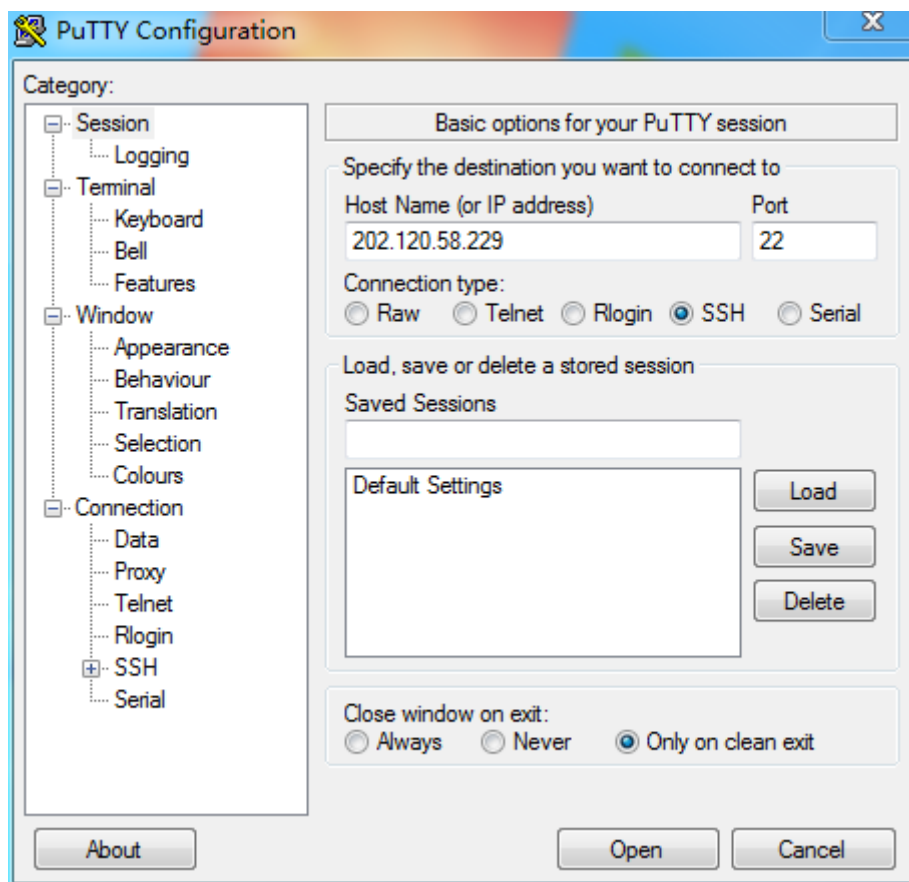 PuTTY Configuration
Category:
Session
Logging
Terminal
Keyboard
Bell
Features
Window
Appearance
Behaviour
Translation
Selection
Colours
Connection
Data
Proxy
Telnet
Rlogin
SSH
Serial
Basic options for your PuTTY session
Specify the destination you want to connect to
Host Name (or IP address) Port
202.120.58.229 22
Connection type:
Raw Telnet Rlogin SSH Serial
Load, save or delete a stored session
Saved Sessions
Default Settings
Load
Save
Delete
Close window on exit:
Always Never Only on clean exit
About Open Cancel